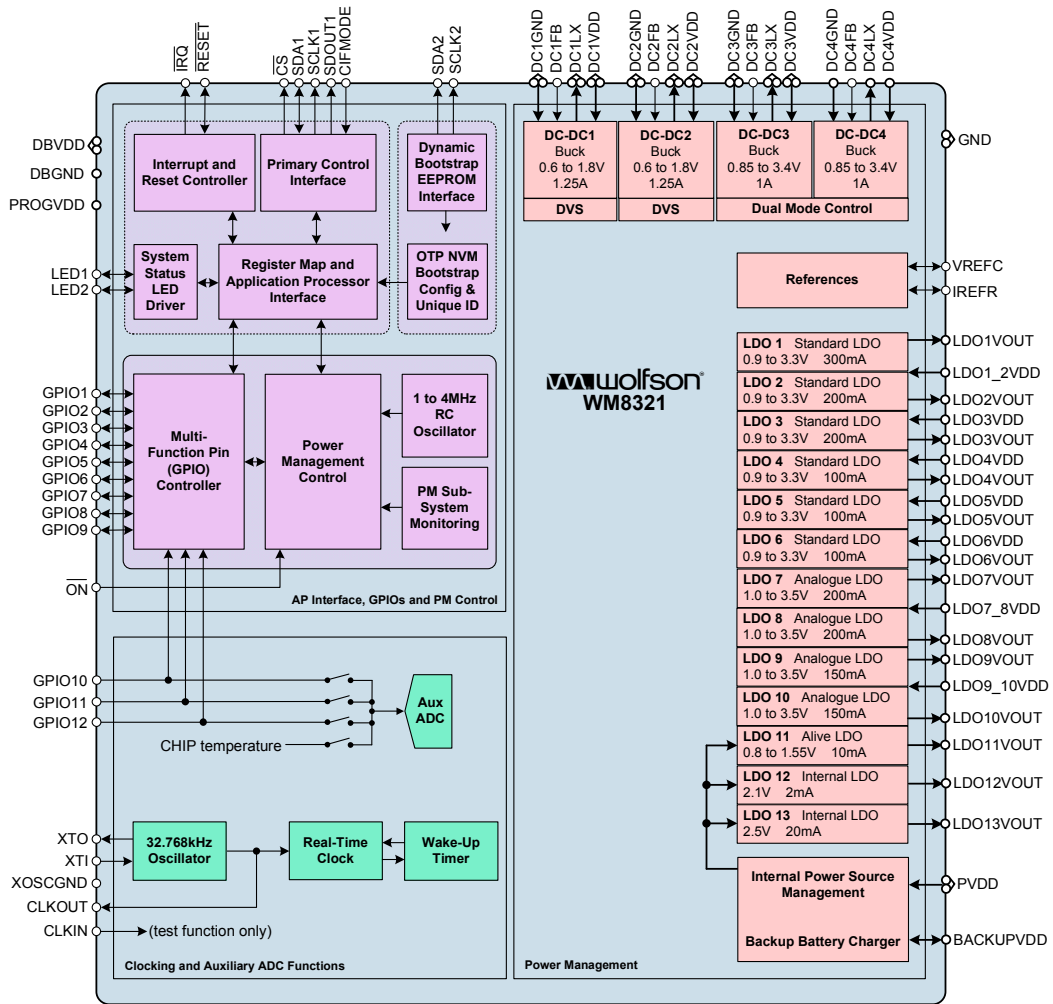 IRQ
RESET
CS
SDA1
SCLK1
SDOUT1
CIFMODE
SDA2
SCLK2
DC1GND
DC1FB
DC1LX
DC1VDD
DC2GND
DC2FB
DC2LX
DC2VDD
DC3GND
DC3FB
DC3LX
DC3VDD
DC4GND
DC4FB
DC4LX
DC4VDD
DBVDD
DBGND
PROGVDD
LED1
LED2
GPIO1
GPIO2
GPIO3
GPIO4
GPIO5
GPIO6
GPIO7
GPIO8
GPIO9
ON
Interrupt and
Reset Controller
Primary Control
Interface
Dynamic
Bootstrap
EEPROM
Interface
System
Status
LED
Driver
Register Map and
Application Processor
Interface
OTP NVM
Bootstrap
Config &
Unique ID
Multi-
Function Pin
(GPIO)
Controller
Power
Management
Control
1 to 4MHz
RC
Oscillator
PM Sub-
System
Monitoring
AP Interface, GPIOs and PM Control
GPIO10
GPIO11
GPIO12
CHIP temperature
Aux
ADC
XTO
XTI
XOSCGND
CLKOUT
CLKIN
32.768kHz
Oscillator
Real-Time
Clock
Wake-Up
Timer
(test function only)
Clocking and Auxiliary ADC Functions
DC-DC1
Buck
0.6 to 1.8V
1.25A
DVS
DC-DC2
Buck
0.6 to 1.8V
1.25A
DVS
DC-DC3
Buck
0.85 to 3.4V
1A
DC-DC4
Buck
0.85 to 3.4V
1A
Dual Mode Control
GND
References
VREFC
IREFR
wolfson®
WM8321
LDO 1 Standard LDO
0.9 to 3.3V 300mA
LDO 2 Standard LDO
0.9 to 3.3V 200mA
LDO 3 Standard LDO
0.9 to 3.3V 200mA
LDO 4 Standard LDO
0.9 to 3.3V 100mA
LDO 5 Standard LDO
0.9 to 3.3V 100mA
LDO 6 Standard LDO
0.9 to 3.3V 100mA
LDO 7 Analogue LDO
1.0 to 3.5V 200mA
LDO 8 Analogue LDO
1.0 to 3.5V 200mA
LDO 9 Analogue LDO
1.0 to 3.5V 150mA
LDO 10 Analogue LDO
1.0 to 3.5V 150mA
LDO 11 Alive LDO
0.8 to 1.55V 10mA
LDO 12 Internal LDO
2.1V 2mA
LDO 13 Internal LDO
2.5V 20mA
LDO1VOUT
LDO1_2VDD
LDO2VOUT
LDO3VDD
LDO3VOUT
LDO4VDD
LDO4VOUT
LDO5VDD
LDO5VOUT
LDO6VDD
LDO6VOUT
LDO7VOUT
LDO7_8VDD
LDO8VOUT
LDO9VOUT
LDO9_10VDD
LDO10VOUT
LDO11VOUT
LDO12VOUT
LDO13VOUT
Internal Power Source
Management
Backup Battery Charger
PVDD
BACKUPVDD
Power Management